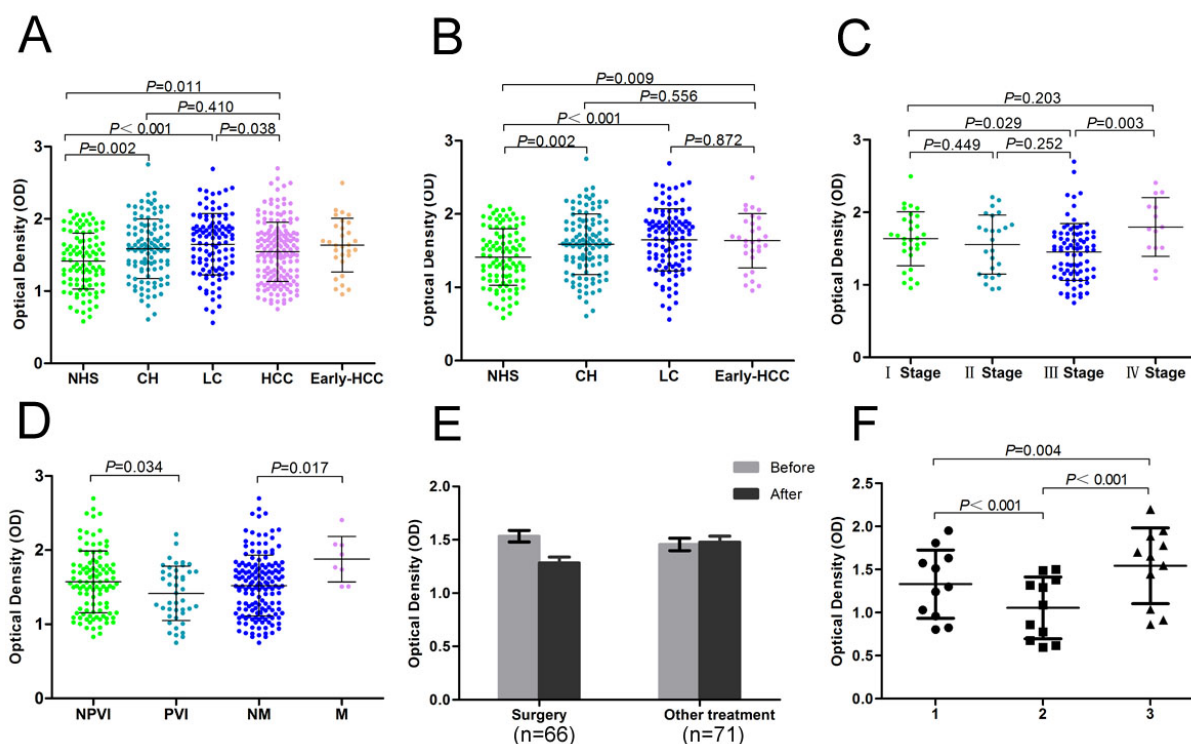 A
P=0.011
P=0.410
P< 0.001
P=0.038
P=0.002
Optical Density (OD)
3
2
1
0
NHS CH LC HCC Early-HCC
B
P=0.009
P=0.556
P< 0.001
P=0.002
P=0.872
Optical Density (OD)
3
2
1
0
NHS CH LC Early-HCC
C
P=0.203
P=0.029
P=0.003
P=0.449
P=0.252
Optical Density (OD)
3
2
1
0
Ⅰ Stage Ⅱ Stage Ⅲ Stage Ⅳ Stage
D
P=0.034
P=0.017
Optical Density (OD)
3
2
1
0
NPVI PVI NM M
E
Before
After
Optical Density (OD)
2.0
1.5
1.0
0.5
0.0
Surgery Other treatment
(n=66) (n=71)
F
P=0.004
P< 0.001
P< 0.001
Optical Density (OD)
2.5
2.0
1.5
1.0
0.5
0.0
1 2 3